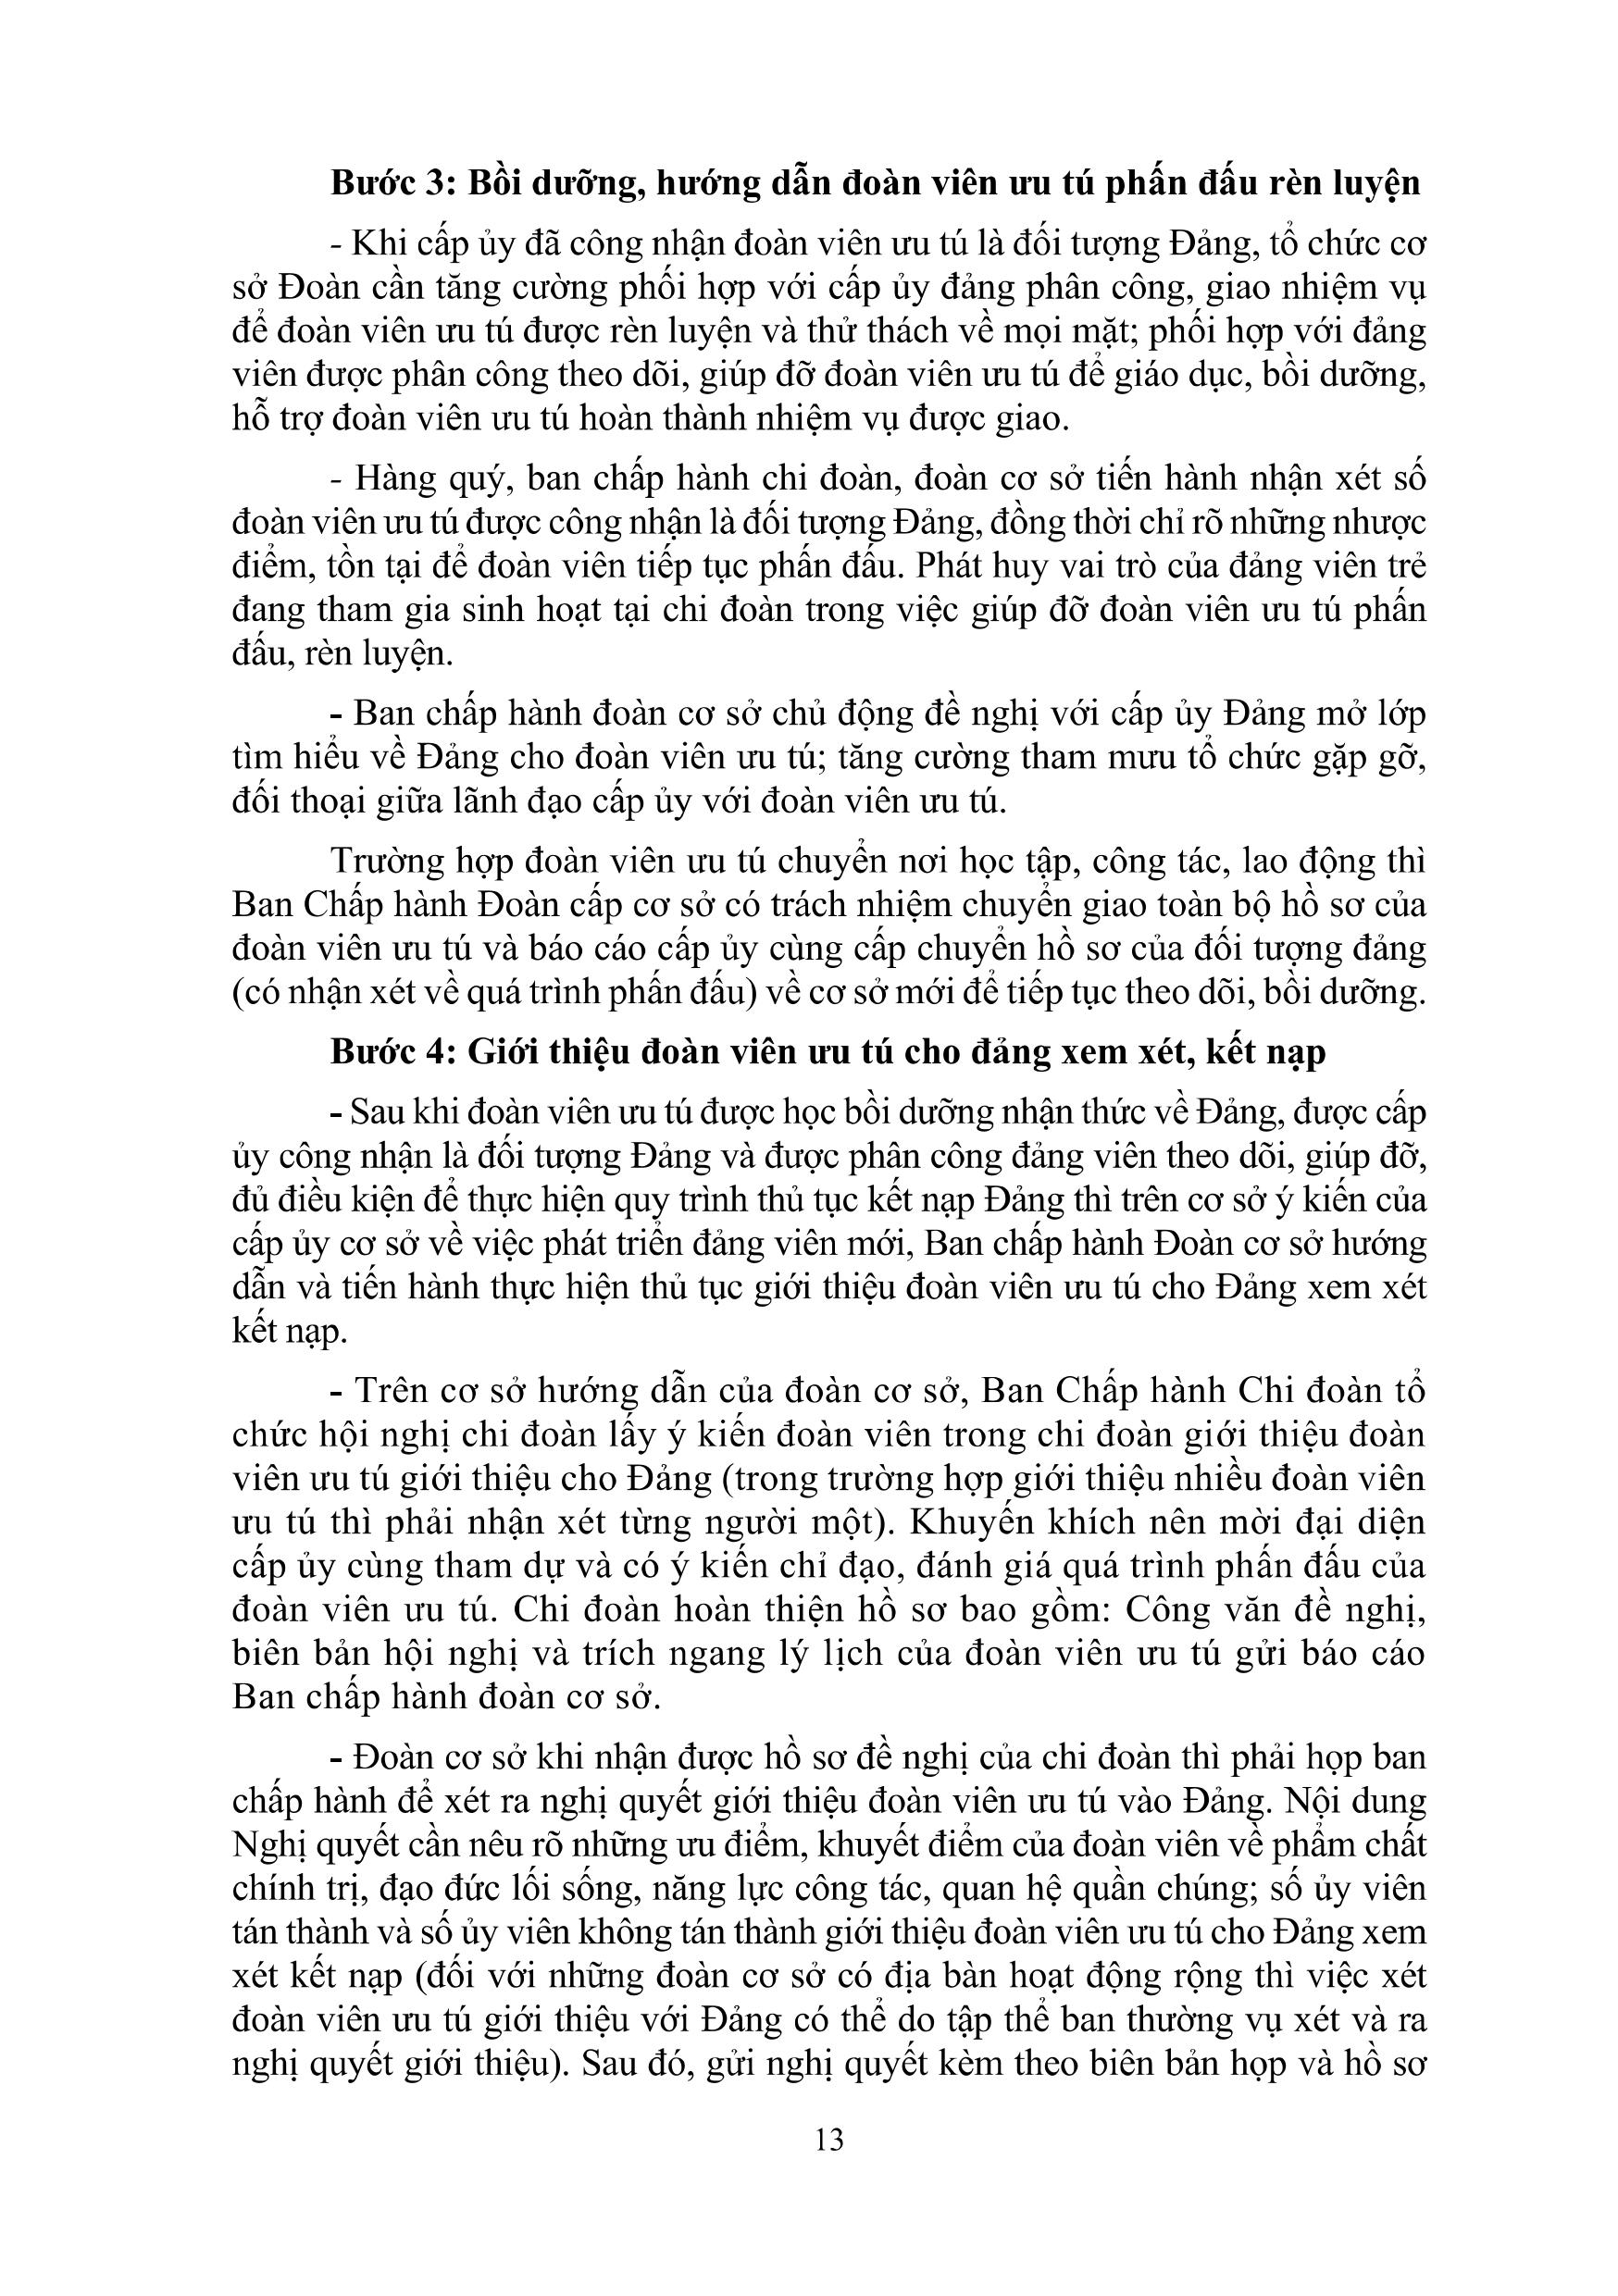 Bước 3: Bồi dưỡng, hướng dẫn đoàn viên ưu tú phấn đấu rèn luyện
- Khi cấp ủy đã công nhận đoàn viên ưu tú là đối tượng Đảng, tổ chức cơ
sở Đoàn cần tăng cường phối hợp với cấp ủy đảng phân công, giao nhiệm vụ
để đoàn viên ưu tú được rèn luyện và thử thách về mọi mặt; phối hợp với đảng
viên được phân công theo dõi, giúp đỡ đoàn viên ưu tú để giáo dục, bồi dưỡng,
hỗ trợ đoàn viên ưu tú hoàn thành nhiệm vụ được giao.
- Hàng quý, ban chấp hành chi đoàn, đoàn cơ sở tiến hành nhận xét số
đoàn viên ưu tú được công nhận là đối tượng Đảng, đồng thời chỉ rõ những nhược
điểm, tồn tại để đoàn viên tiếp tục phấn đấu. Phát huy vai trò của đảng viên trẻ
đang tham gia sinh hoạt tại chi đoàn trong việc giúp đỡ đoàn viên ưu tú phấn
đấu, rèn luyện.
- Ban chấp hành đoàn cơ sở chủ động đề nghị với cấp ủy Đảng mở lớp
tìm hiểu về Đảng cho đoàn viên ưu tú; tăng cường tham mưu tổ chức gặp gỡ,
đối thoại giữa lãnh đạo cấp ủy với đoàn viên ưu tú.
Trường hợp đoàn viên ưu tú chuyển nơi học tập, công tác, lao động thì
Ban Chấp hành Đoàn cấp cơ sở có trách nhiệm chuyển giao toàn bộ hồ sơ của
đoàn viên ưu tú và báo cáo cấp ủy cùng cấp chuyển hồ sơ của đối tượng đảng
(có nhận xét về quá trình phấn đấu) về cơ sở mới để tiếp tục theo dõi, bồi dưỡng.
Bước 4: Giới thiệu đoàn viên ưu tú cho đảng xem xét, kết nạp
- Sau khi đoàn viên ưu tú được học bồi dưỡng nhận thức về Đảng, được cấp
ủy công nhận là đối tượng Đảng và được phân công đảng viên theo dõi, giúp đỡ,
đủ điều kiện để thực hiện quy trình thủ tục kết nạp Đảng thì trên cơ sở ý kiến của
cấp ủy cơ sở về việc phát triển đảng viên mới, Ban chấp hành Đoàn cơ sở hướng
dẫn và tiến hành thực hiện thủ tục giới thiệu đoàn viên ưu tú cho Đảng xem xét
kết nạp.
- Trên cơ sở hướng dẫn của đoàn cơ sở, Ban Chấp hành Chi đoàn tổ
chức hội nghị chi đoàn lấy ý kiến đoàn viên trong chi đoàn giới thiệu đoàn
viên ưu tú giới thiệu cho Đảng (trong trường hợp giới thiệu nhiều đoàn viên
ưu tú thì phải nhận xét từng người một). Khuyến khích nên mời đại diện
cấp ủy cùng tham dự và có ý kiến chỉ đạo, đánh giá quá trình phấn đấu của
đoàn viên ưu tú. Chi đoàn hoàn thiện hồ sơ bao gồm: Công văn đề nghị,
biên bản hội nghị và trích ngang lý lịch của đoàn viên ưu tú gửi báo cáo
Ban chấp hành đoàn cơ sở.
- Đoàn cơ sở khi nhận được hồ sơ đề nghị của chi đoàn thì phải họp ban
chấp hành để xét ra nghị quyết giới thiệu đoàn viên ưu tú vào Đảng. Nội dung
Nghị quyết cần nêu rõ những ưu điểm, khuyết điểm của đoàn viên về phẩm chất
chính trị, đạo đức lối sống, năng lực công tác, quan hệ quần chúng; số ủy viên
tán thành và số ủy viên không tán thành giới thiệu đoàn viên ưu tú cho Đảng xem
xét kết nạp (đối với những đoàn cơ sở có địa bàn hoạt động rộng thì việc xét
đoàn viên ưu tú giới thiệu với Đảng có thể do tập thể ban thường vụ xét và ra
nghị quyết giới thiệu). Sau đó, gửi nghị quyết kèm theo biên bản họp và hồ sơ
13